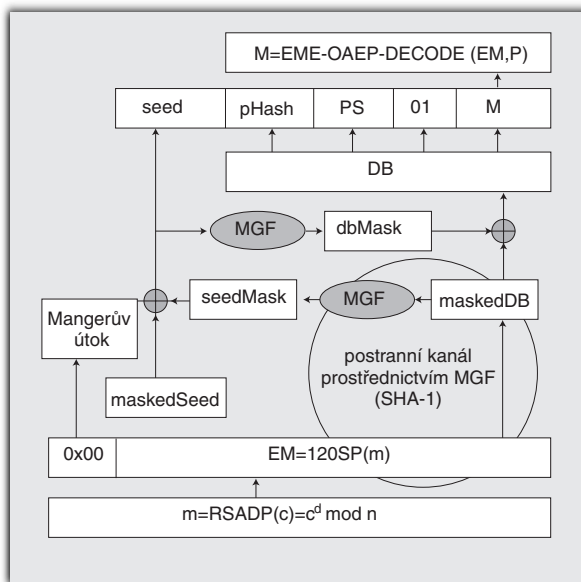 M=EME-OAEP-DECODE (EM,P)
seed pHash PS 01 M
DB
MGF dbMask
seedMask MGF maskedDB
Mangerův
útok
postranní kanál
prostřednictvím MGF
(SHA-1)
maskedSeed
0x00 EM=120SP(m)
m=RSADP(c)=cᵈ mod n